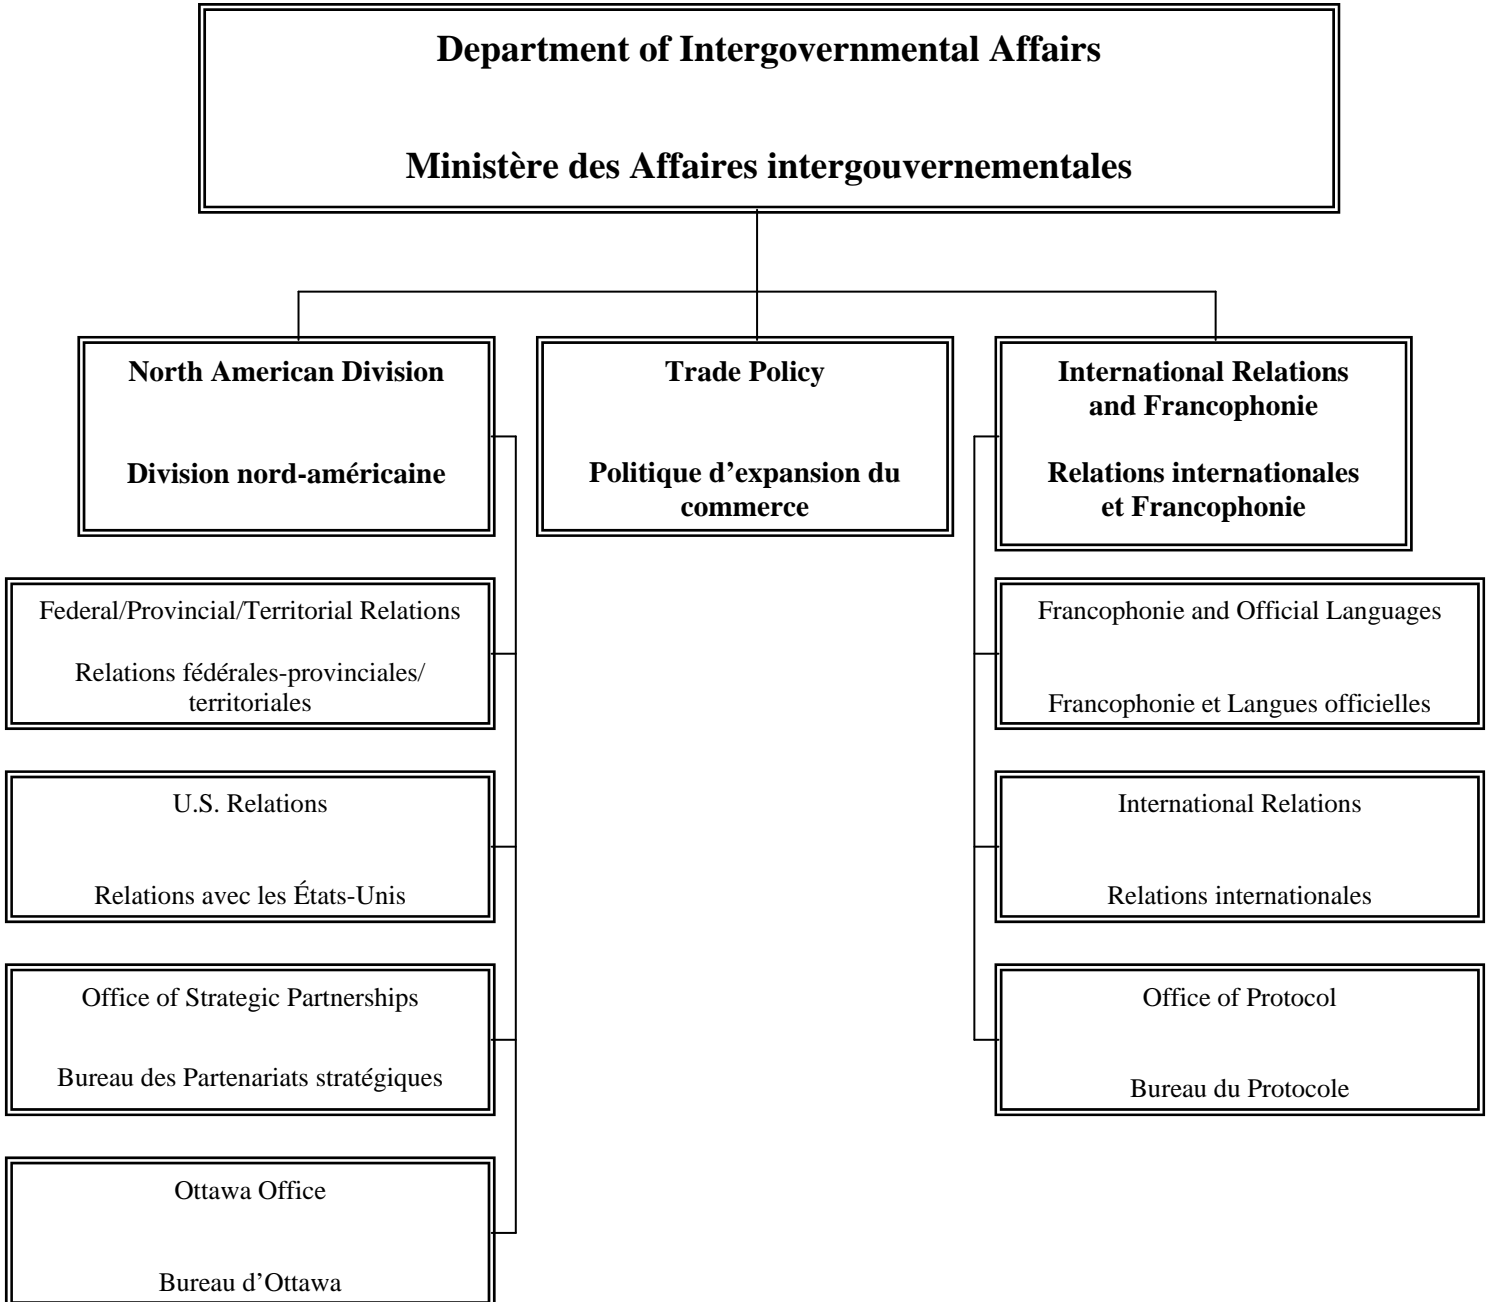 Department of Intergovernmental Affairs
Ministère des Affaires intergouvernementales
North American Division
Division nord-américaine
Trade Policy
Politique d’expansion du
commerce
International Relations
and Francophonie
Relations internationales
et Francophonie
Federal/Provincial/Territorial Relations
Relations fédérales-provinciales/
territoriales
U.S. Relations
Relations avec les États-Unis
Office of Strategic Partnerships
Bureau des Partenariats stratégiques
Ottawa Office
Bureau d’Ottawa
Francophonie and Official Languages
Francophonie et Langues officielles
International Relations
Relations internationales
Office of Protocol
Bureau du Protocole